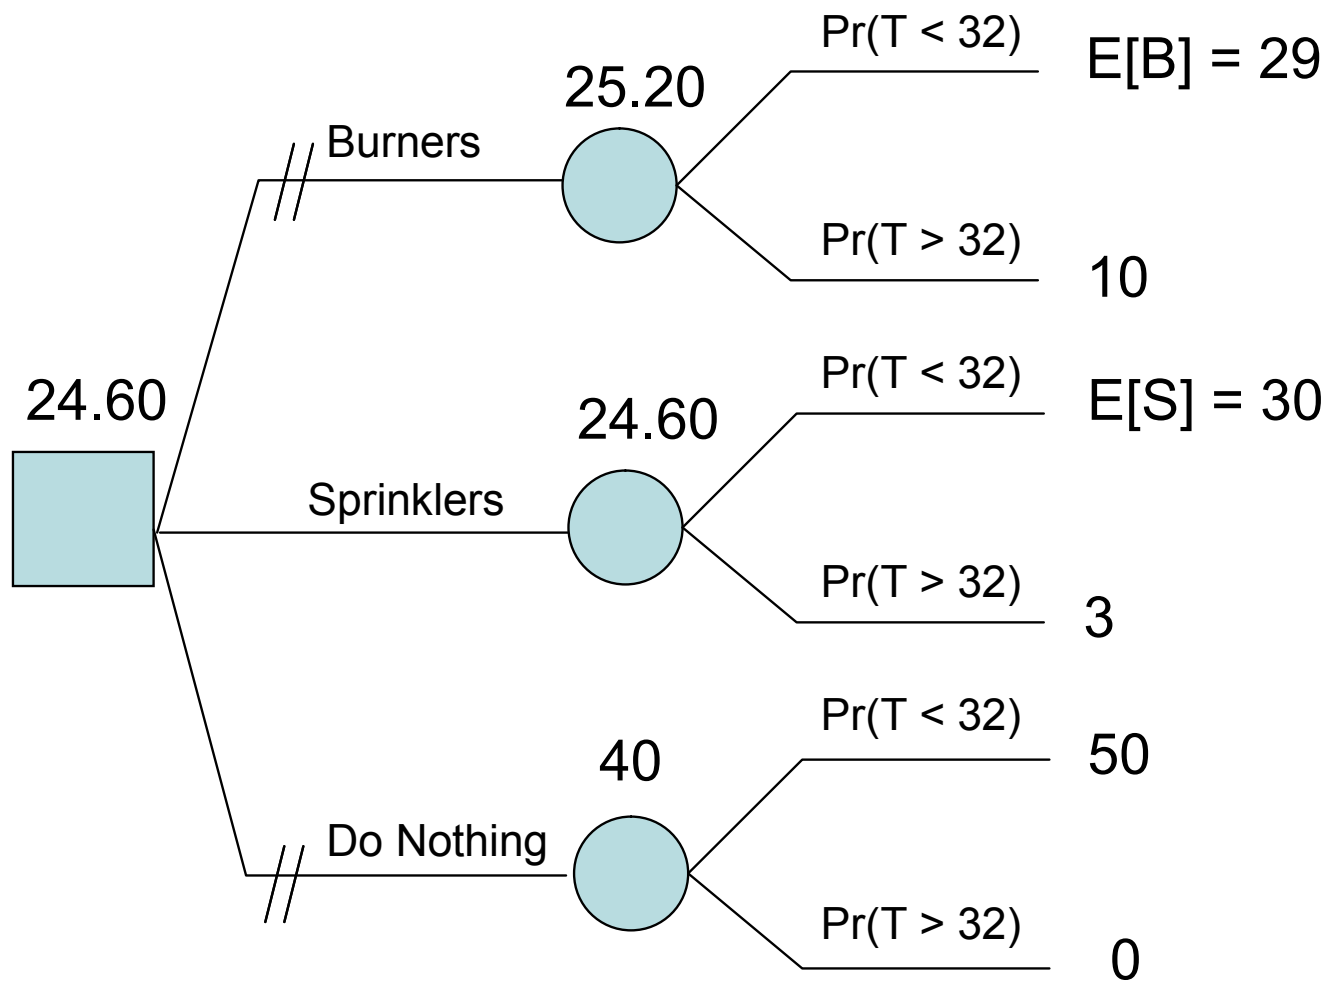 Pr(T < 32)
E[B] = 29
25.20
Burners
Pr(T > 32)
10
Pr(T < 32)
24.60
E[S] = 30
24.60
Sprinklers
Pr(T > 32)
3
Pr(T < 32)
50
40
Do Nothing
Pr(T > 32)
0